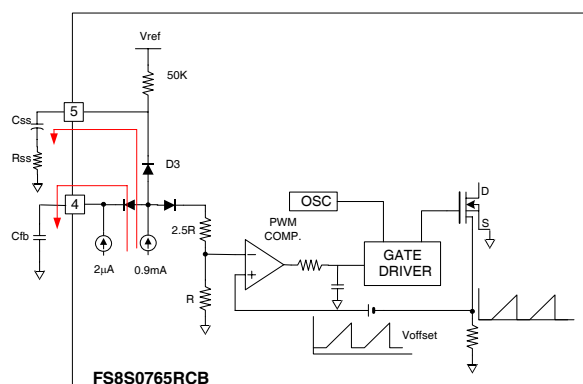 Vref
50K
5
Css
Rss
D3
4
D
OSC
S
PWM
COMP.
2.5R
Cfb
GATE
DRIVER
2μA
0.9mA
R
Voffset
FS8S0765RCB